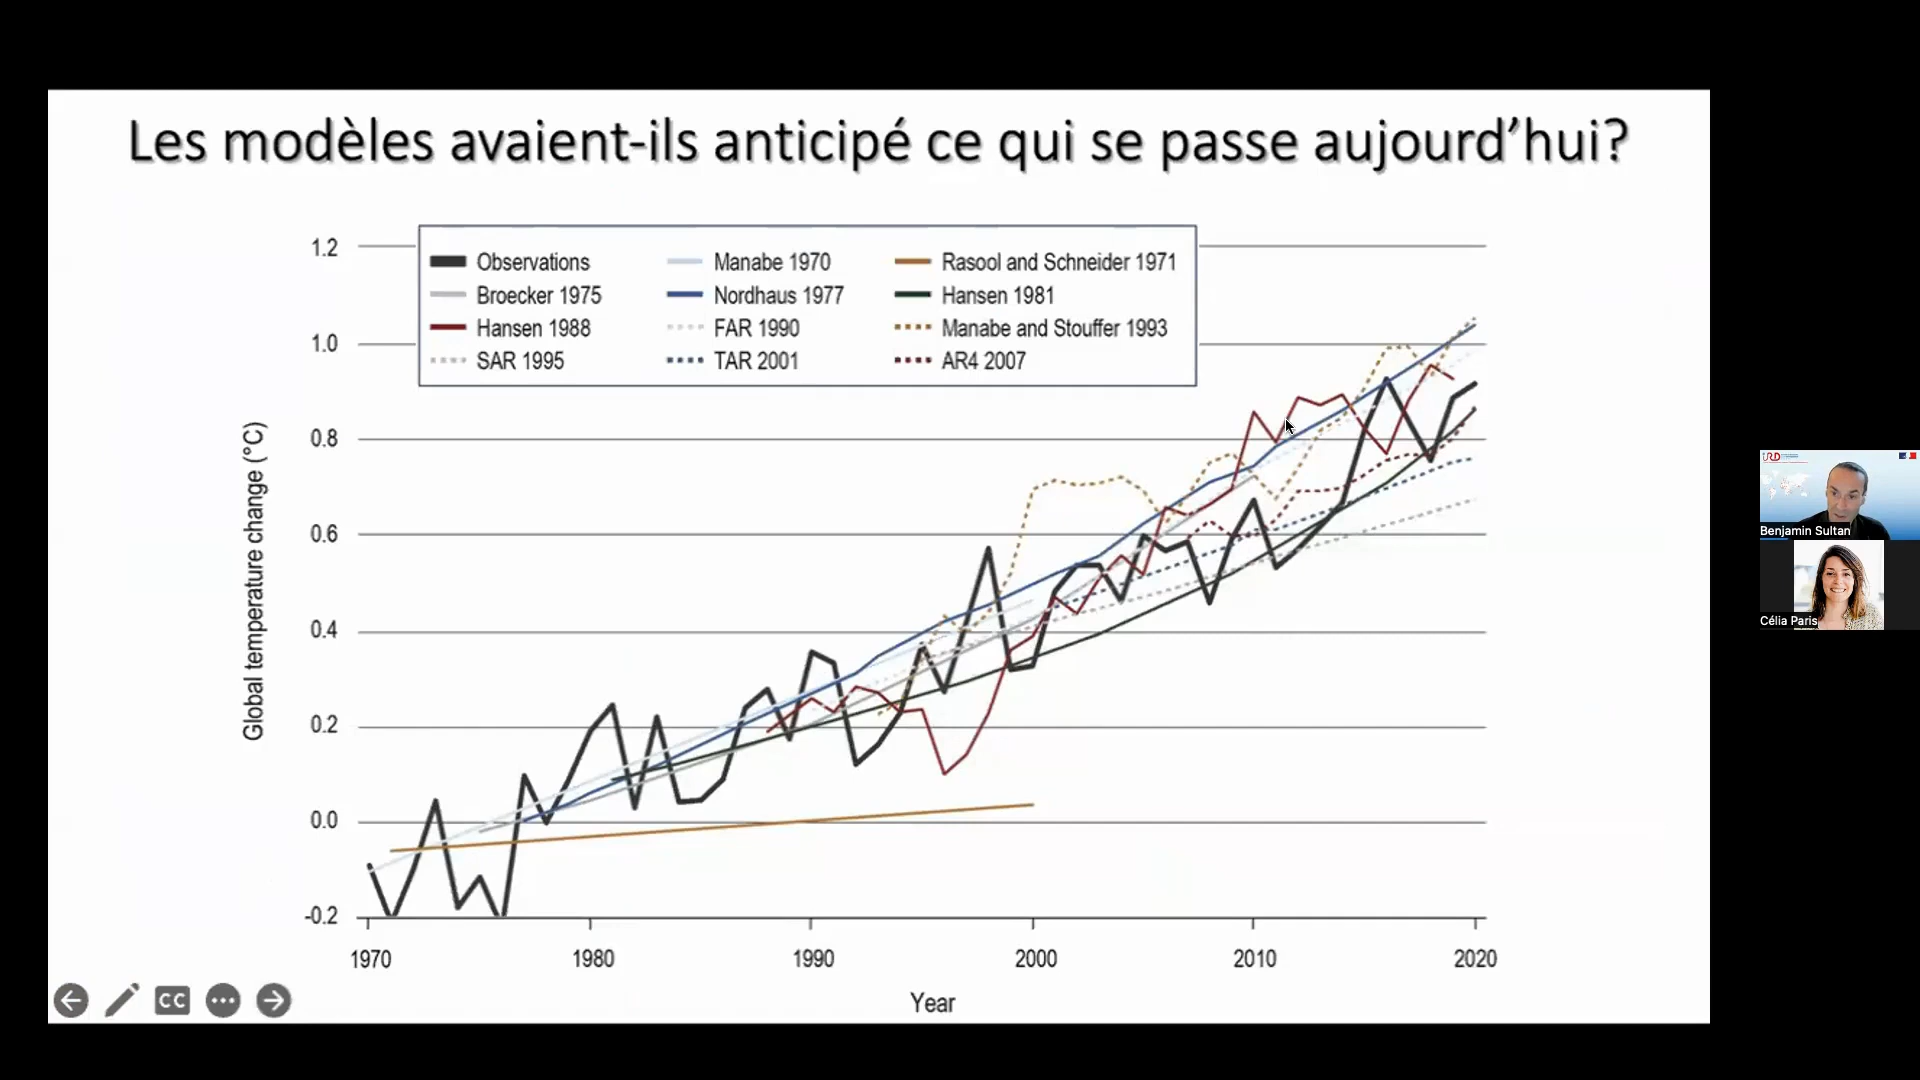 Les modèles avaient-ils anticipé ce qui se passe aujourd’hui?
Observations
Manabe 1970
Rasool and Schneider 1971
Broecker 1975
Nordhaus 1977
Hansen 1981
Hansen 1988
FAR 1990
Manabe and Stouffer 1993
SAR 1995
TAR 2001
AR4 2007
Global temperature change (°C)
1.2
1.0
0.8
0.6
0.4
0.2
0.0
-0.2
1970
1980
1990
2000
2010
2020
Year
CC
IRD
Benjamin Sultan
Célia Paris